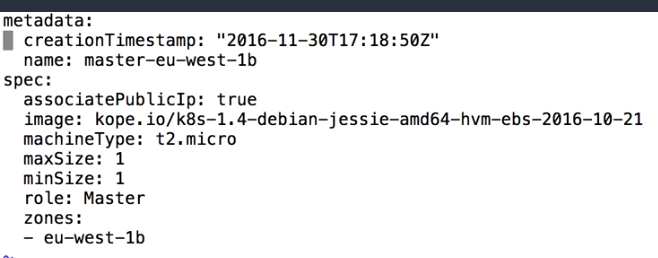 metadata:
  creationTimestamp: "2016-11-30T17:18:50Z"
  name: master-eu-west-1b
spec:
  associatePublicIp: true
  image: kope.io/k8s-1.4-debian-jessie-amd64-hvm-ebs-2016-10-21
  machineType: t2.micro
  maxSize: 1
  minSize: 1
  role: Master
  zones:
  - eu-west-1b
~